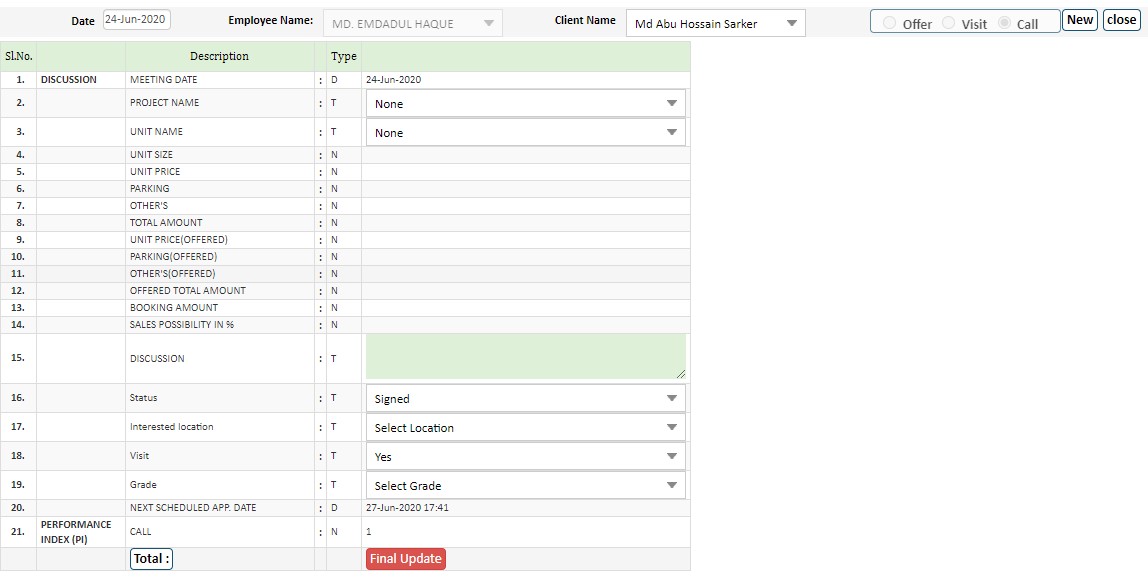 Date 24-Jun-2020 Employee Name: MD. EMDADUL HAQUE Client Name Md Abu Hossain Sarker Offer Visit Call New close
Sl.No. Description Type
1. DISCUSSION MEETING DATE : D 24-Jun-2020
2. PROJECT NAME : T None
3. UNIT NAME : T None
4. UNIT SIZE : N
5. UNIT PRICE : N
6. PARKING : N
7. OTHER'S : N
8. TOTAL AMOUNT : N
9. UNIT PRICE(OFFERED) : N
10. PARKING(OFFERED) : N
11. OTHER'S(OFFERED) : N
12. OFFERED TOTAL AMOUNT : N
13. BOOKING AMOUNT : N
14. SALES POSSIBILITY IN % : N
15. DISCUSSION : T
16. Status : T Signed
17. Interested location : T Select Location
18. Visit : T Yes
19. Grade : T Select Grade
20. NEXT SCHEDULED APP. DATE : D 27-Jun-2020 17:41
21. PERFORMANCE INDEX (PI) CALL : N 1
Total : Final Update